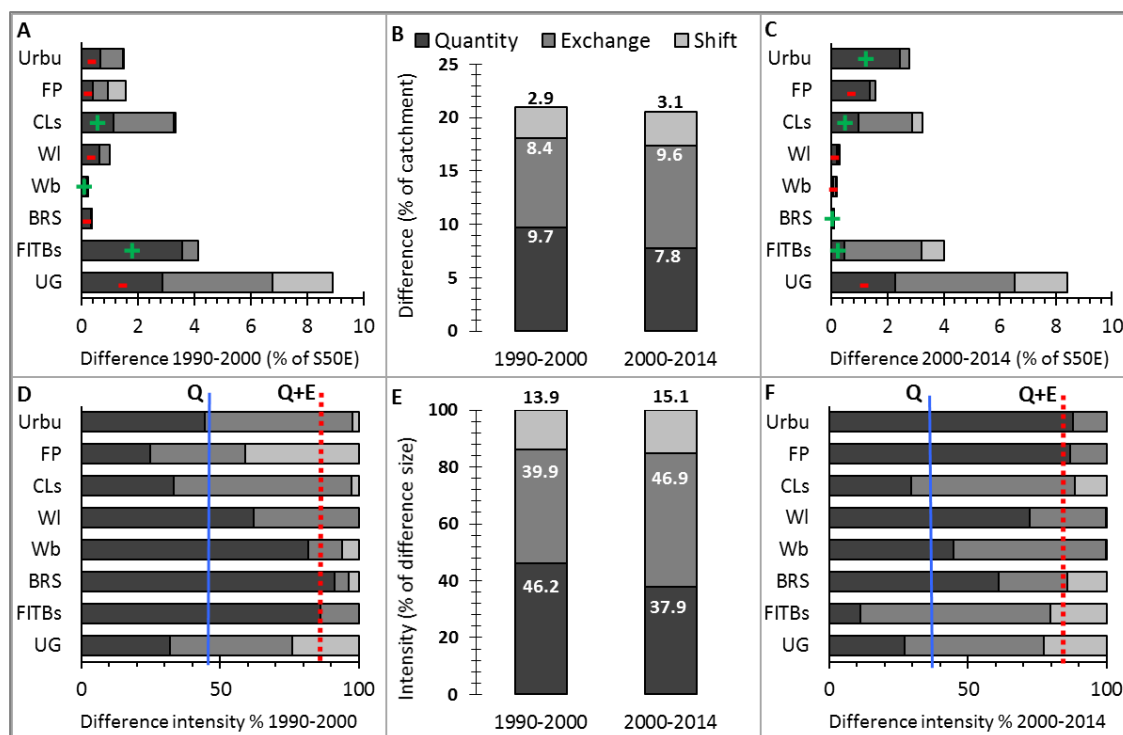 A
Urbu
FP
CLs
Wl
Wb
BRS
FITBs
UG
- - + - + - + -
0 2 4 6 8 10
Difference 1990-2000 (% of S50E)
B
Quantity Exchange Shift
Difference (% of catchment)
25
20
15
10
5
0
2.9 3.1
8.4 9.6
9.7 7.8
1990-2000 2000-2014
C
Urbu
FP
CLs
Wl
Wb
BRS
FITBs
UG
+ - + - - + + -
0 2 4 6 8 10
Difference 2000-2014 (% of S50E)
D
Q Q+E
Urbu
FP
CLs
Wl
Wb
BRS
FITBs
UG
0 50 100
Difference intensity % 1990-2000
E
Intensity (% of difference size)
100
80
60
40
20
0
13.9 15.1
39.9 46.9
46.2 37.9
1990-2000 2000-2014
F
Q Q+E
Urbu
FP
CLs
Wl
Wb
BRS
FITBs
UG
0 50 100
Difference intensity % 2000-2014